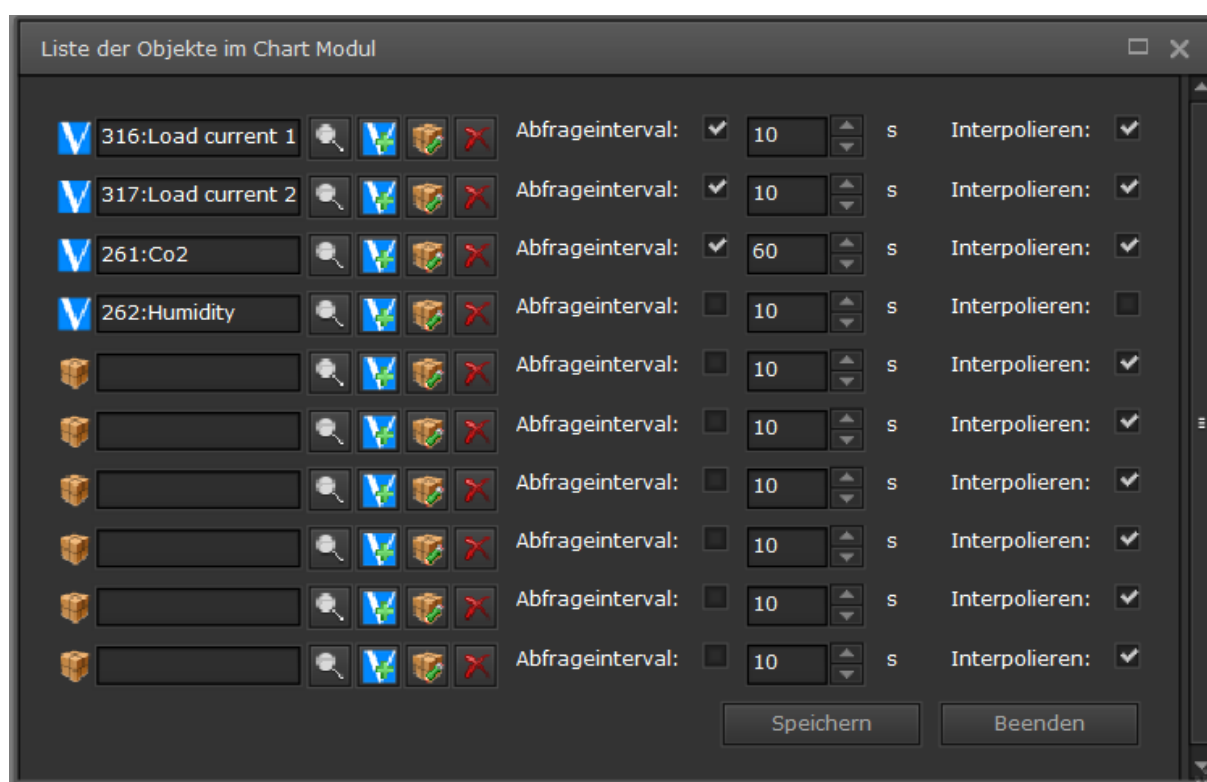 Liste der Objekte im Chart Modul
316:Load current 1 Abfrageinterval: 10 s Interpolieren:
317:Load current 2 Abfrageinterval: 10 s Interpolieren:
261:Co2 Abfrageinterval: 60 s Interpolieren:
262:Humidity Abfrageinterval: 10 s Interpolieren:
Abfrageinterval: 10 s Interpolieren:
Abfrageinterval: 10 s Interpolieren:
Abfrageinterval: 10 s Interpolieren:
Abfrageinterval: 10 s Interpolieren:
Abfrageinterval: 10 s Interpolieren:
Abfrageinterval: 10 s Interpolieren:
Speichern Beenden